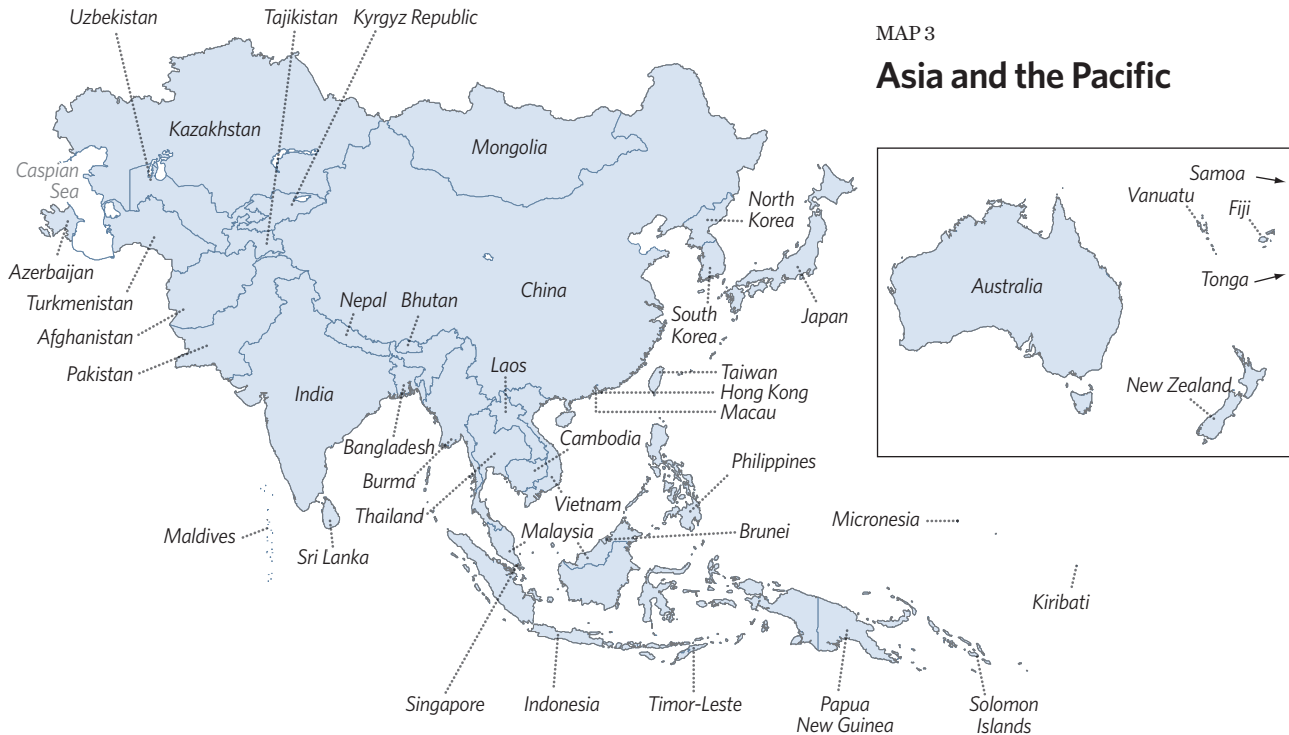 MAP 3
Asia and the Pacific
Uzbekistan
Tajikistan
Kyrgyz Republic
Kazakhstan
Mongolia
Caspian
Sea
North
Korea
Azerbaijan
Turkmenistan
Afghanistan
Pakistan
Nepal
Bhutan
China
South
Korea
Japan
India
Laos
Taiwan
Hong Kong
Macau
Bangladesh
Cambodia
Burma
Philippines
Thailand
Vietnam
Maldives
Sri Lanka
Malaysia
Brunei
Micronesia
Kiribati
Singapore
Indonesia
Timor-Leste
Papua
New Guinea
Solomon
Islands
Samoa
Vanuatu
Fiji
Tonga
Australia
New Zealand